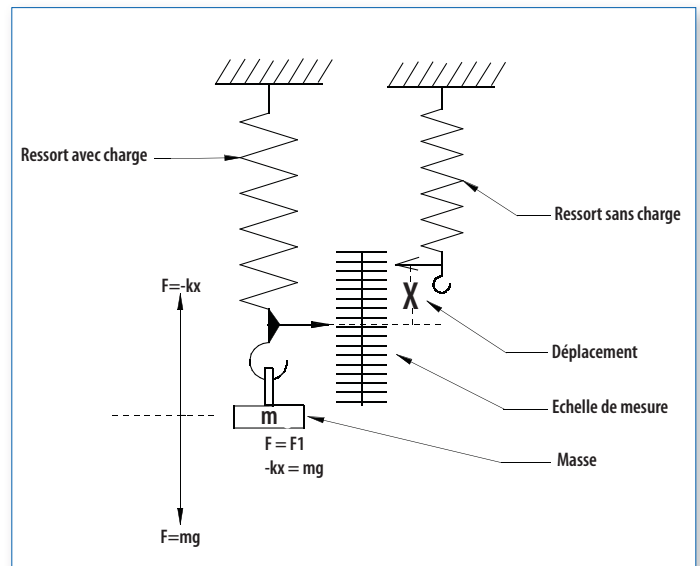 Ressort avec charge
Ressort sans charge
F=-kx
X
Déplacement
Echelle de mesure
m
F = F1
-kx = mg
Masse
F=mg